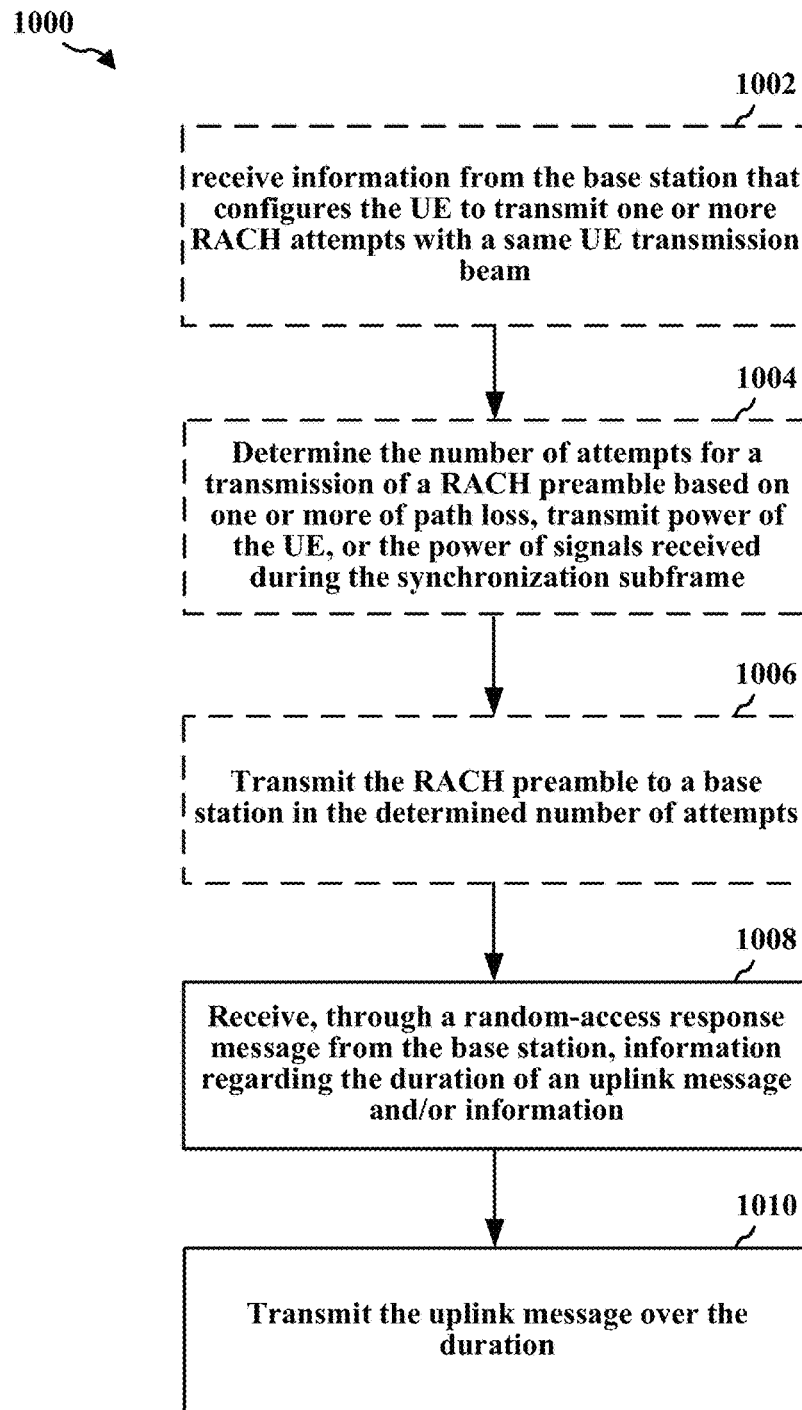 1000
1002
receive information from the base station that
configures the UE to transmit one or more
RACH attempts with a same UE transmission
beam
1004
Determine the number of attempts for a
transmission of a RACH preamble based on
one or more of path loss, transmit power of
the UE, or the power of signals received
during the synchronization subframe
1006
Transmit the RACH preamble to a base
station in the determined number of attempts
1008
Receive, through a random-access response
message from the base station, information
regarding the duration of an uplink message
and/or information
1010
Transmit the uplink message over the
duration